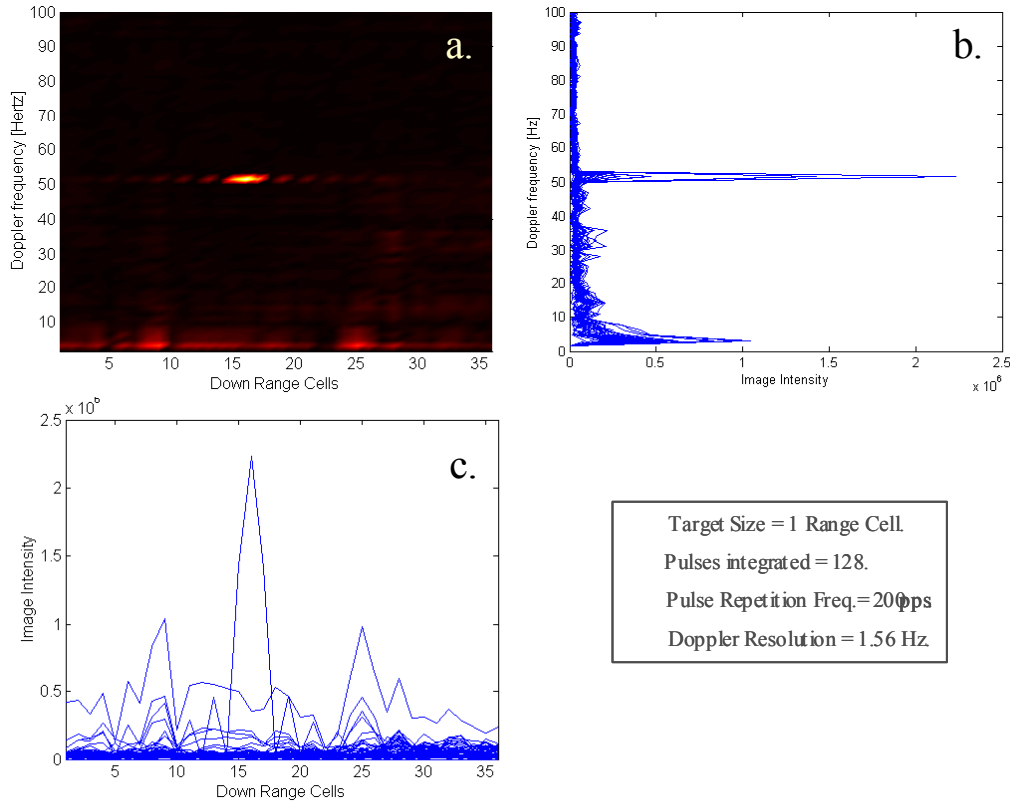 a.
100
90
80
70
60
50
40
30
20
10
Doppler frequency [Hertz]
5 10 15 20 25 30 35
Down Range Cells
b.
100
90
80
70
60
50
40
30
20
10
0
Doppler frequency [Hz]
0 0.5 1 1.5 2 2.5
Image Intensity
x 10^6
x 10^6
c.
2.5
2
1.5
1
0.5
0
Image Intensity
5 10 15 20 25 30 35
Down Range Cells
Target Size = 1 Range Cell.
Pulses integrated = 128.
Pulse Repetition Freq.= 200pps.
Doppler Resolution = 1.56 Hz.